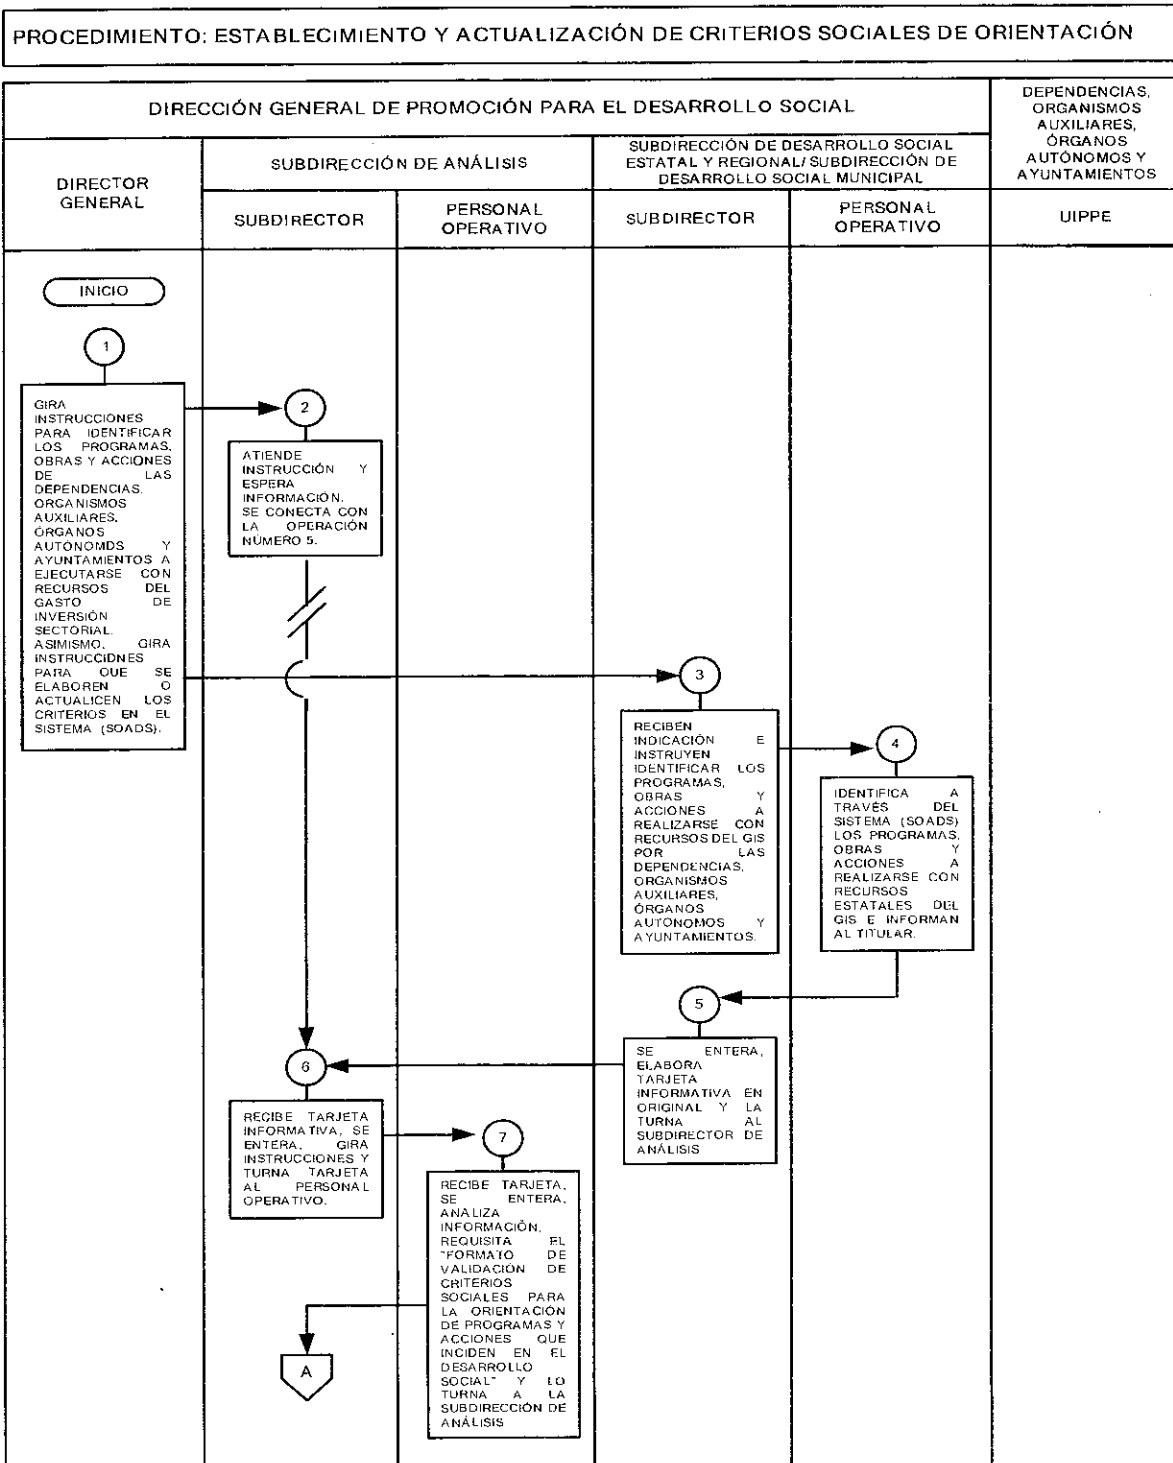 PROCEDIMIENTO: ESTABLECIMIENTO Y ACTUALIZACIÓN DE CRITERIOS SOCIALES DE ORIENTACIÓN
DIRECCIÓN GENERAL DE PROMOCIÓN PARA EL DESARROLLO SOCIAL
DEPENDENCIAS,
ORGANISMOS
AUXILIARES,
ÓRGANOS
AUTÓNOMOS Y
AYUNTAMIENTOS
DIRECTOR
GENERAL
SUBDIRECCIÓN DE ANÁLISIS
SUBDIRECCIÓN DE DESARROLLO SOCIAL
ESTATAL Y REGIONAL/SUBDIRECCIÓN DE
DESARROLLO SOCIAL MUNICIPAL
SUBDIRECTOR
PERSONAL
OPERATIVO
SUBDIRECTOR
PERSONAL
OPERATIVO
UIPPE
INICIO
1
GIRA
INSTRUCCIONES
PARA IDENTIFICAR
LOS PROGRAMAS,
OBRAS Y ACCIONES
DE LAS
DEPENDENCIAS.
ORGANISMOS
AUXILIARES,
ÓRGANOS
AUTÓNOMDS Y
AYUNTAMIENTOS A
EJECUTARSE CON
RECURSOS DEL
GASTO DE
INVERSIÓN
SECTORIAL.
ASIMISMO, GIRA
INSTRUCCIDNES
PARA OUE SE
ELABOREN O
ACTUALICEN LOS
CRITERIOS EN EL
SISTEMA (SOADS).
2
ATIENDE
INSTRUCCIÓN Y
ESPERA
INFORMACIÓN.
SE CONECTA CON
LA OPERACIÓN
NÚMERO 5.
3
RECIBEN
INDICACIÓN E
INSTRUYEN
IDENTIFICAR LOS
PROGRAMAS,
OBRAS Y
ACCIONES A
REALIZARSE CON
RECURSOS DEL GIS
POR LAS
DEPENDENCIAS,
ORGANISMOS
AUXILIARES,
ÓRGANOS
AUTÓNOMOS Y
AYUNTAMIENTOS.
4
IDENTIFICA A
TRAVÉS DEL
SISTEMA (SOADS)
LOS PROGRAMAS,
OBRAS Y
ACCIONES A
REALIZARSE CON
RECURSOS
ESTATALES DEL
GIS E INFORMAN
AL TITULAR.
5
SE ENTERA,
ELABORA
TARJETA
INFORMATIVA EN
ORIGINAL Y LA
TURNA AL
SUBDIRECTOR DE
ANÁLISIS
6
RECIBE TARJETA
INFORMATIVA, SE
ENTERA, GIRA
INSTRUCCIONES Y
TURNA TARJETA
AL PERSONAL
OPERATIVO.
7
RECIBE TARJETA,
SE ENTERA,
ANALIZA
INFORMACIÓN,
REQUISITA EL
"FORMATO DE
VALIDACIÓN DE
CRITERIOS
SOCIALES PARA
LA ORIENTACIÓN
DE PROGRAMAS Y
ACCIONES QUE
INCIDEN EN EL
DESARROLLO
SOCIAL" Y LO
TURNA A LA
SUBDIRECCIÓN DE
ANÁLISIS
A